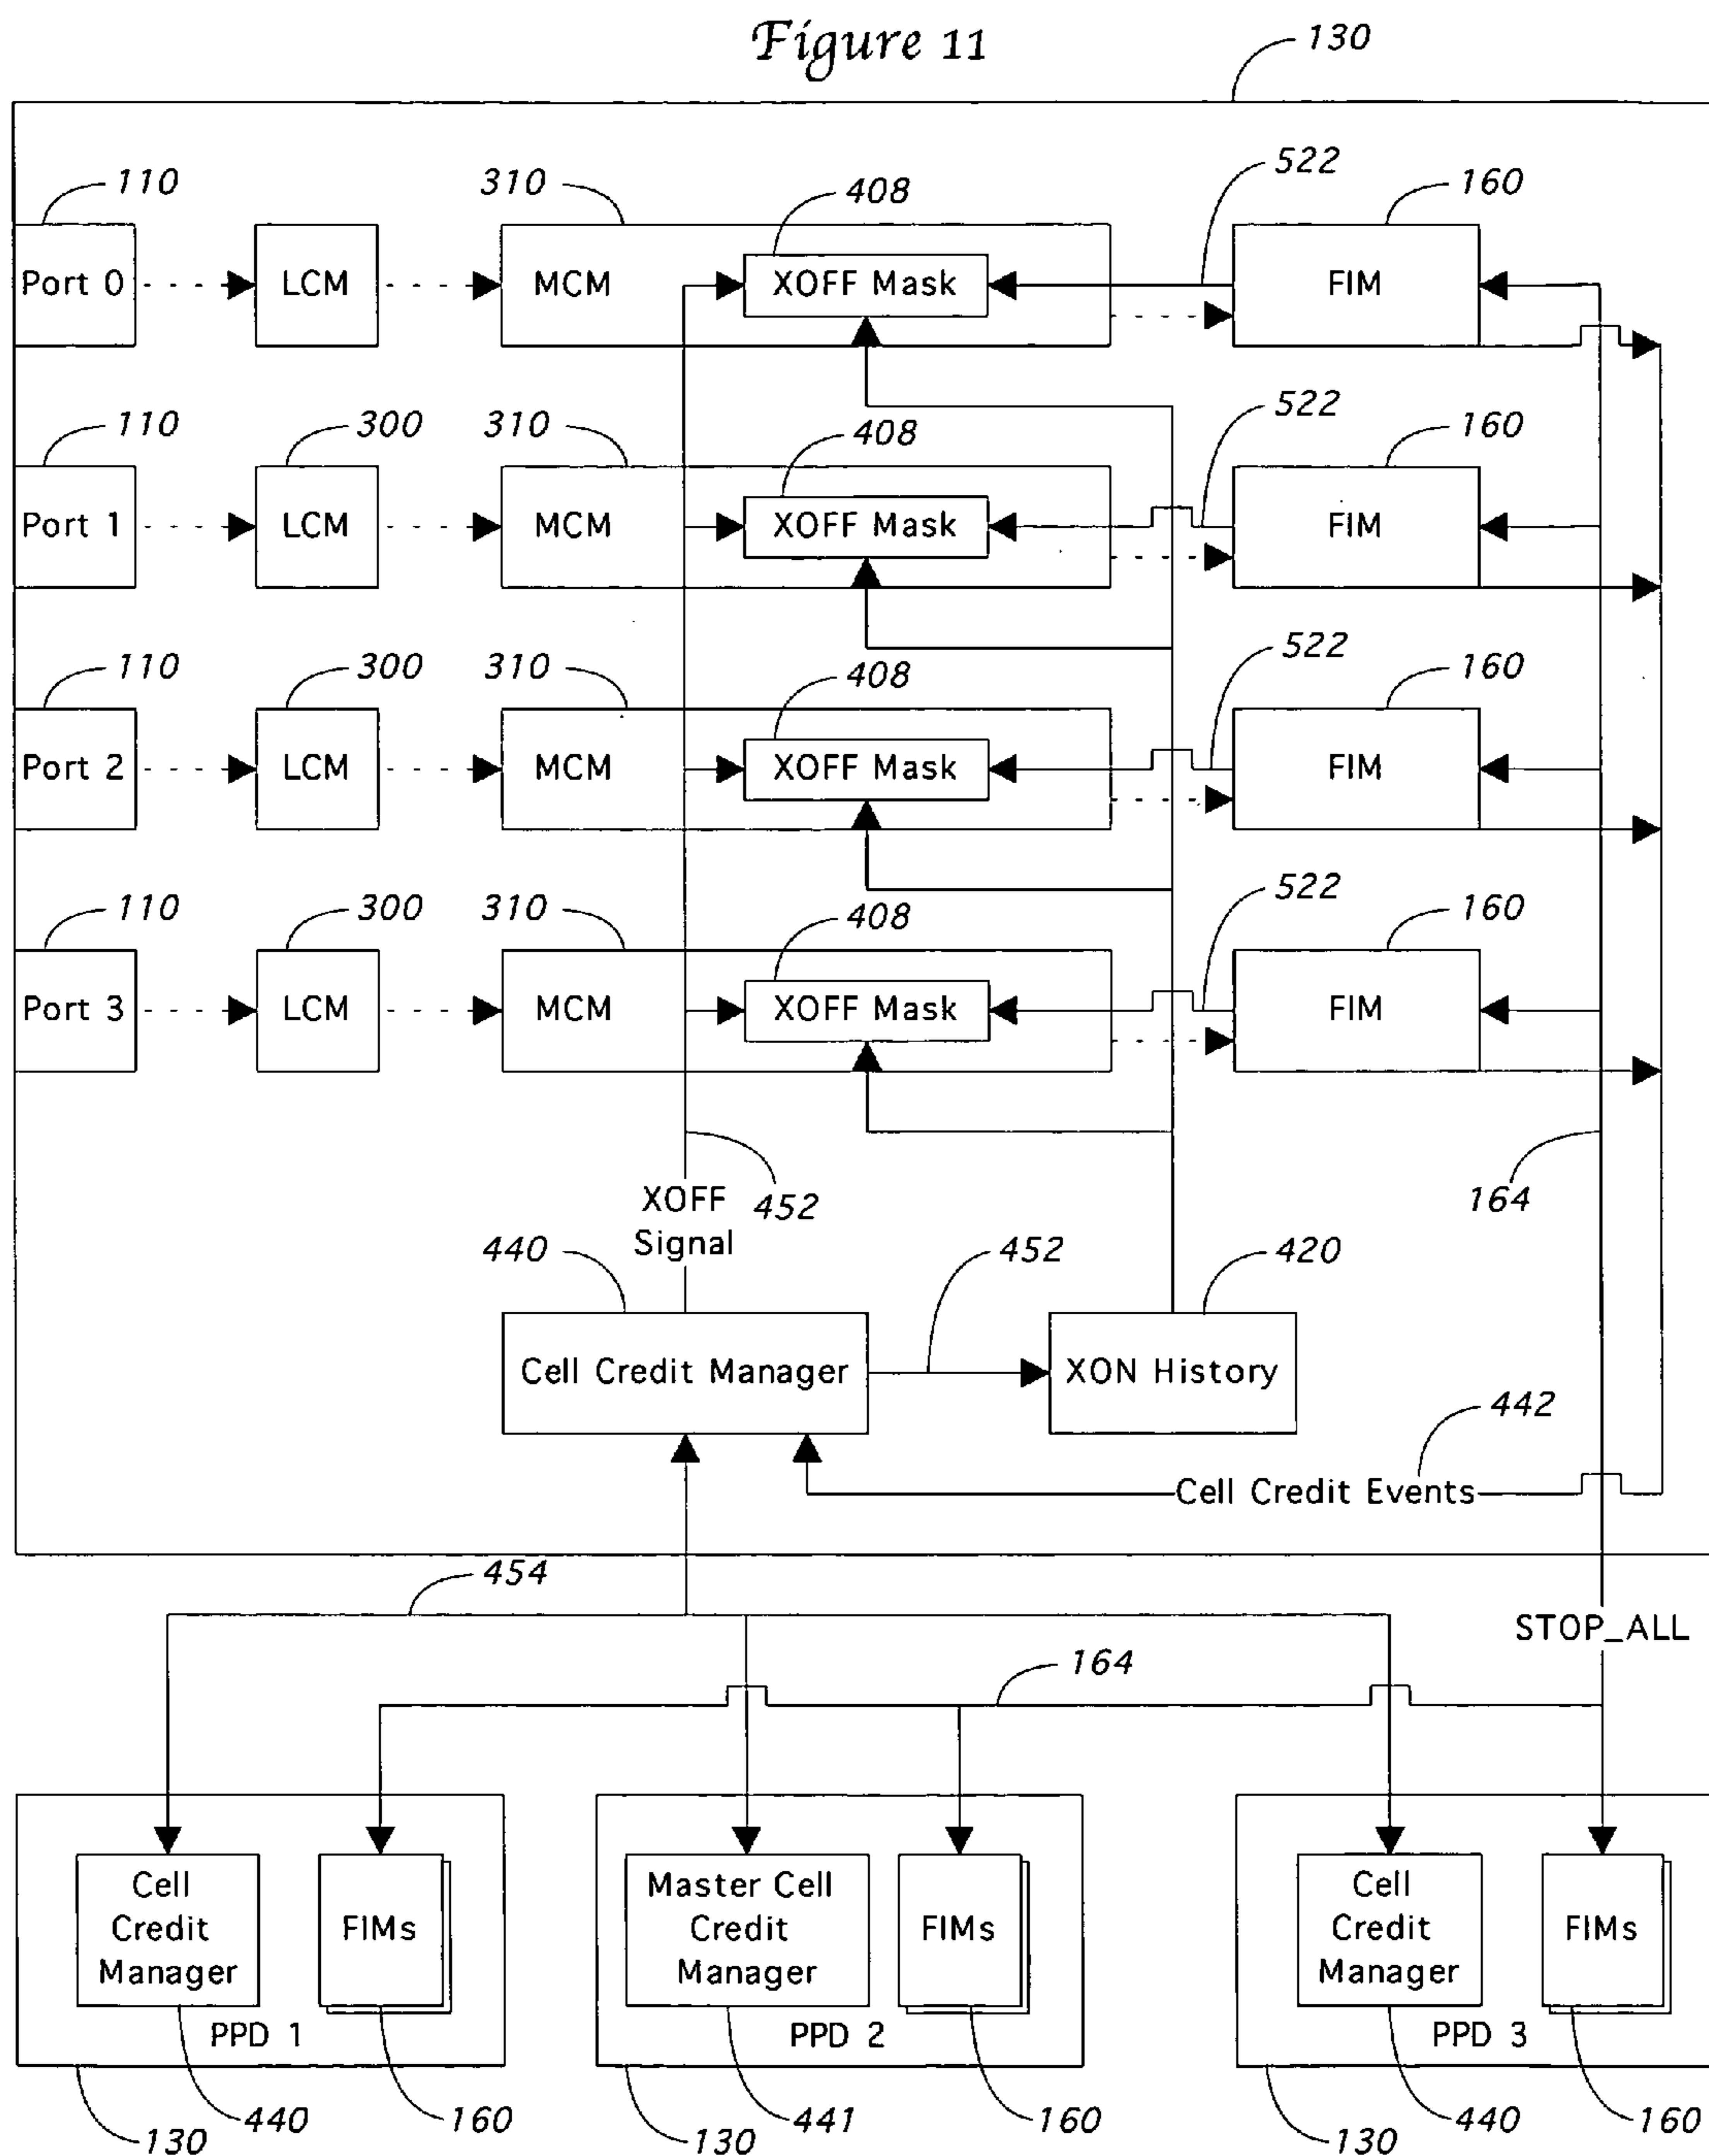 Figure 11
130
110 310 408 522 160
Port 0 LCM MCM XOFF Mask FIM
110 300 310 408 522 160
Port 1 LCM MCM XOFF Mask FIM
110 300 310 408 522 160
Port 2 LCM MCM XOFF Mask FIM
110 300 310 408 522 160
Port 3 LCM MCM XOFF Mask FIM
XOFF
Signal
452
164
440
452
420
Cell Credit Manager
XON History
442
Cell Credit Events
454
STOP_ALL
164
Cell
Credit
Manager
FIMs
PPD 1
Master Cell
Credit
Manager
FIMs
PPD 2
Cell
Credit
Manager
FIMs
PPD 3
130 440 160 130 441 160 130 440 160